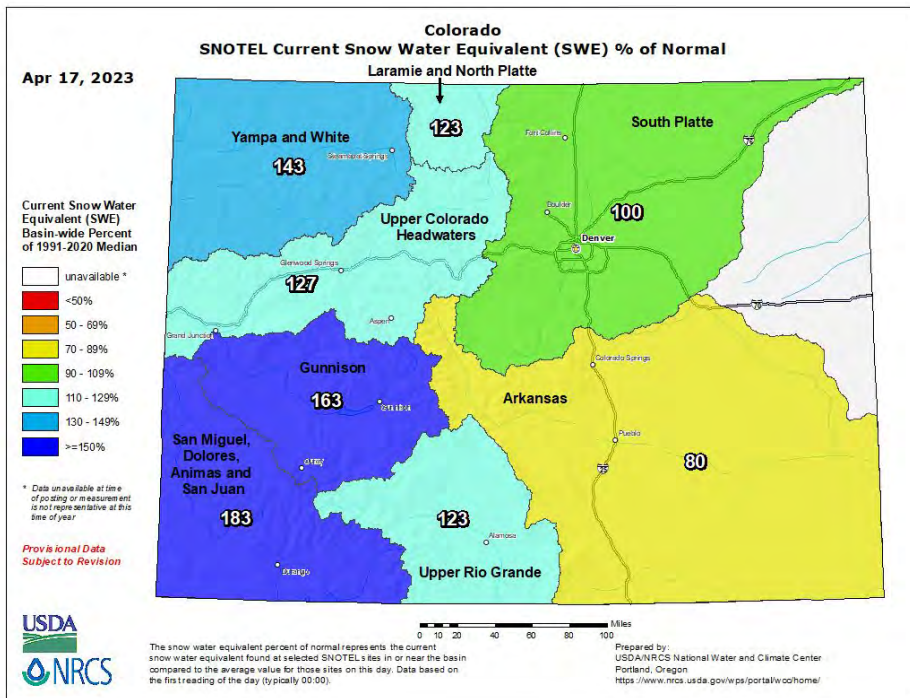 Colorado
SNOTEL Current Snow Water Equivalent (SWE) % of Normal
Apr 17, 2023
Laramie and North Platte
123
South Platte
Fort Collins
Yampa and White
143
Steamboat Springs
76
Current Snow Water
Equivalent (SWE)
Basin-wide Percent
of 1991-2020 Median
unavailable *
<50%
50 - 69%
70 - 89%
90 - 109%
110 - 129%
130 - 149%
>=150%
Upper Colorado
Headwaters
Boulder
100
Denver
Glenwood Springs
127
70
Aspen
Grand Junction
Colorado Springs
Gunnison
163
Gunnison
Arkansas
San Miguel,
Dolores,
Animas and
San Juan
183
Ouray
Pueblo
80
25
* Data unavailable at time
of posting or measurement
is not representative at this
time of year
Provisional Data
Subject to Revision
123
Alamosa
Durango
Upper Rio Grande
USDA
NRCS
0 10 20 40 60 80 100
Miles
The snow water equivalent percent of normal represents the current
snow water equivalent found at selected SNOTEL sites in or near the basin
compared to the average value for those sites on this day. Data based on
the first reading of the day (typically 00:00).
Prepared by:
USDA/NRCS National Water and Climate Center
Portland, Oregon
https://www.nrcs.usda.gov/wps/portal/wcc/home/